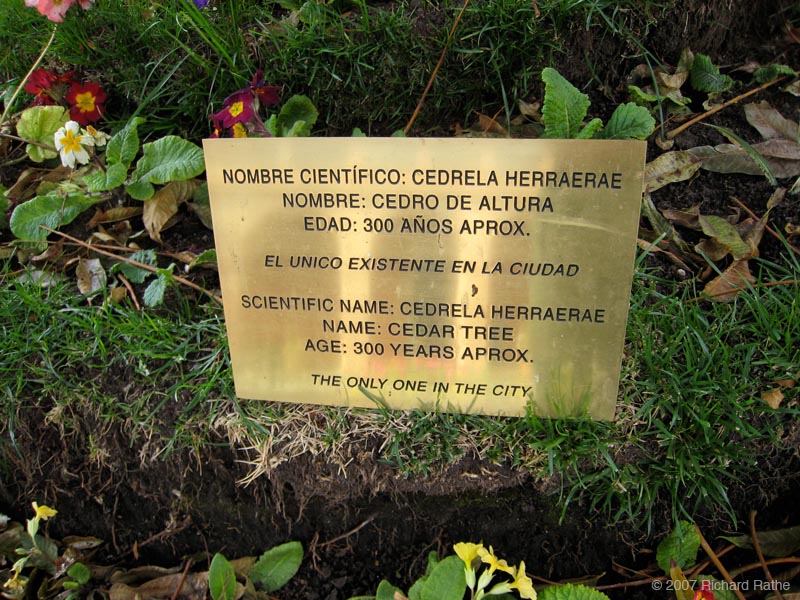 NOMBRE CIENTÍFICO: CEDRELA HERRAERAE
NOMBRE: CEDRO DE ALTURA
EDAD: 300 AÑOS APROX.
EL UNICO EXISTENTE EN LA CIUDAD
SCIENTIFIC NAME: CEDRELA HERRAERAE
NAME: CEDAR TREE
AGE: 300 YEARS APROX.
THE ONLY ONE IN THE CITY
© 2007 Richard Rathe